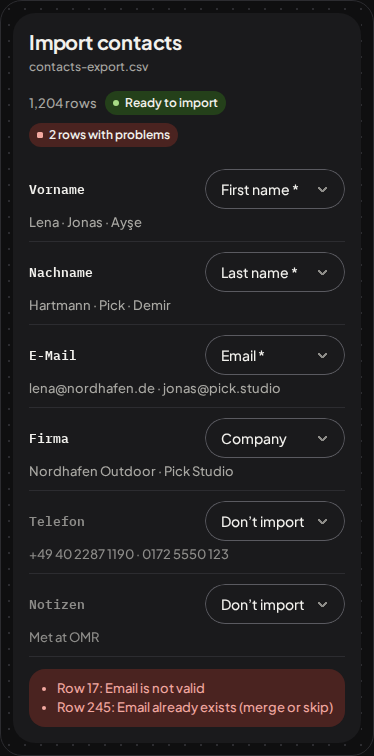 Import contacts
contacts-export.csv
1,204 rows Ready to import
2 rows with problems
Vorname First name *
Lena · Jonas · Ayşe
Nachname Last name *
Hartmann · Pick · Demir
E-Mail Email *
lena@nordhafen.de · jonas@pick.studio
Firma Company
Nordhafen Outdoor · Pick Studio
Telefon Don’t import
+49 40 2287 1190 · 0172 5550 123
Notizen Don’t import
Met at OMR
• Row 17: Email is not valid
• Row 245: Email already exists (merge or skip)